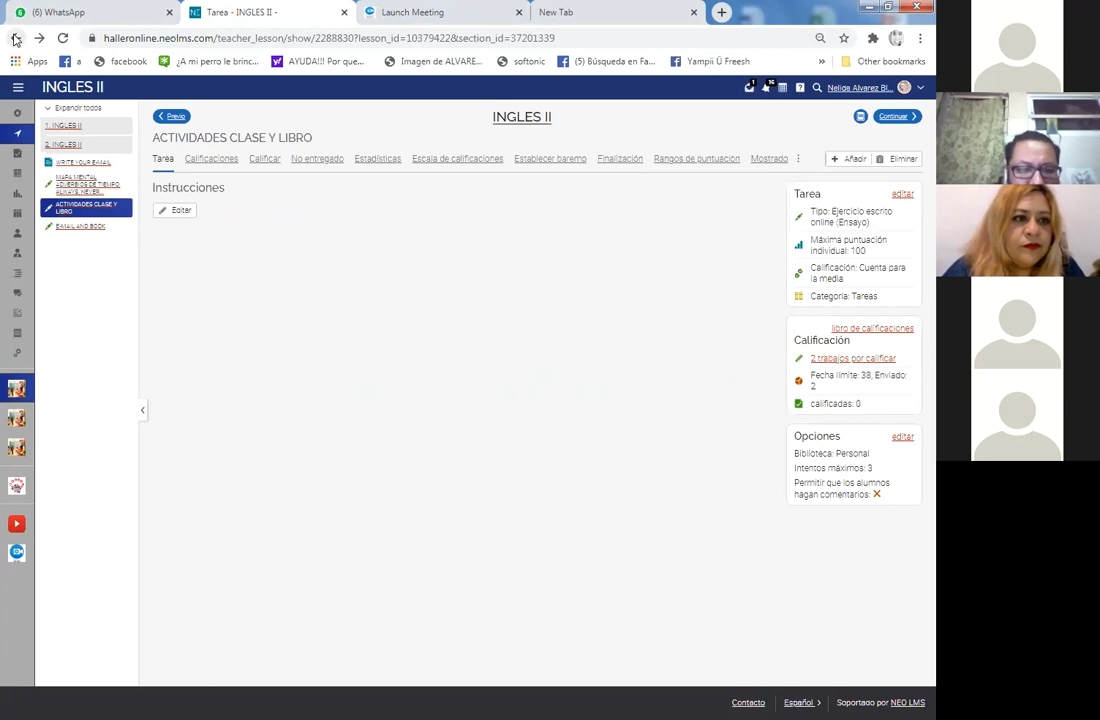 (6) WhatsApp
Tarea - INGLES II -
Launch Meeting
New Tab
halleronline.neolms.com/teacher_lesson/show/2288830?lesson_id=10379422&section_id=37201339
Apps
a
facebook
¿A mi perro le brinc...
AYUDA!!! Por que...
Imagen de ALVARE...
softonic
(5) Búsqueda en Fa...
Yampii Ü Freesh
»
Other bookmarks
INGLES II
Neliga Alvarez Bl...
Expandir todos
1. INGLES II
2. INGLES II
WRITE YOUR E-MAIL
MAPA MENTAL
ADVERBIOS DE TIEMPO,
ALWAYS, NEVER...
ACTIVIDADES CLASE Y
LIBRO
E-MAIL AND BOOK
Previo
INGLES II
Continuar
ACTIVIDADES CLASE Y LIBRO
Tarea
Calificaciones
Calificar
No entregado
Estadísticas
Escala de calificaciones
Establecer baremo
Finalización
Rangos de puntuación
Mostrado
Añadir
Eliminar
Instrucciones
Editar
Tarea
editar
Tipo: Ejercicio escrito
online (Ensayo)
Máxima puntuación
individual: 100
Calificación: Cuenta para
la media
Categoría: Tareas
libro de calificaciones
Calificación
2 trabajos por calificar
Fecha límite: 38, Enviado:
2
calificadas: 0
Opciones
editar
Biblioteca: Personal
Intentos máximos: 3
Permitir que los alumnos
hagan comentarios:
Contacto
Español
Soportado por NEO LMS